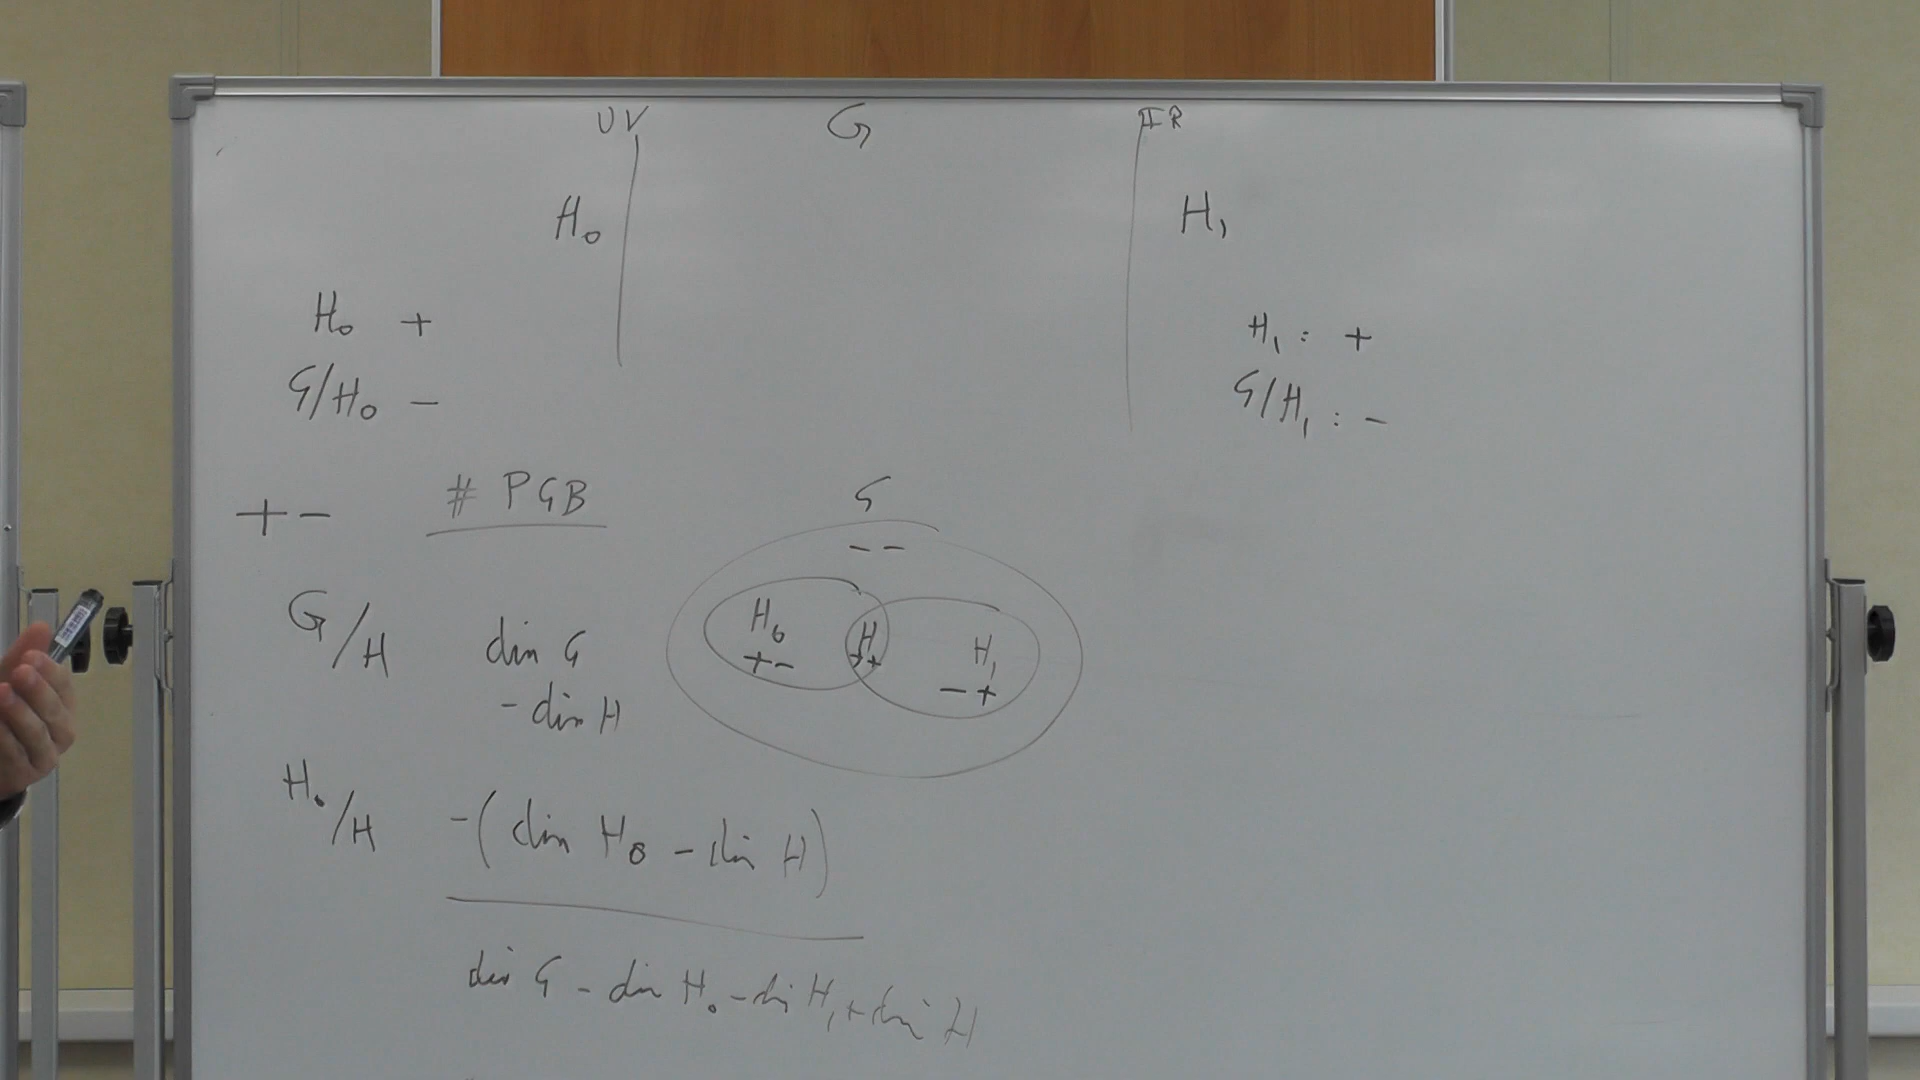 UV G IR
H₀ H₁
H₀ +
G/H₀ −
H₁ : +
G/H₁ : −
+ − # PGB
G
− −
H₀
+ −
H
+ +
H₁
− +
G/H dim G
− dim H
H₀/H −(dim H₀ − dim H)
dim G − dim H₀ − dim H₁ + dim H